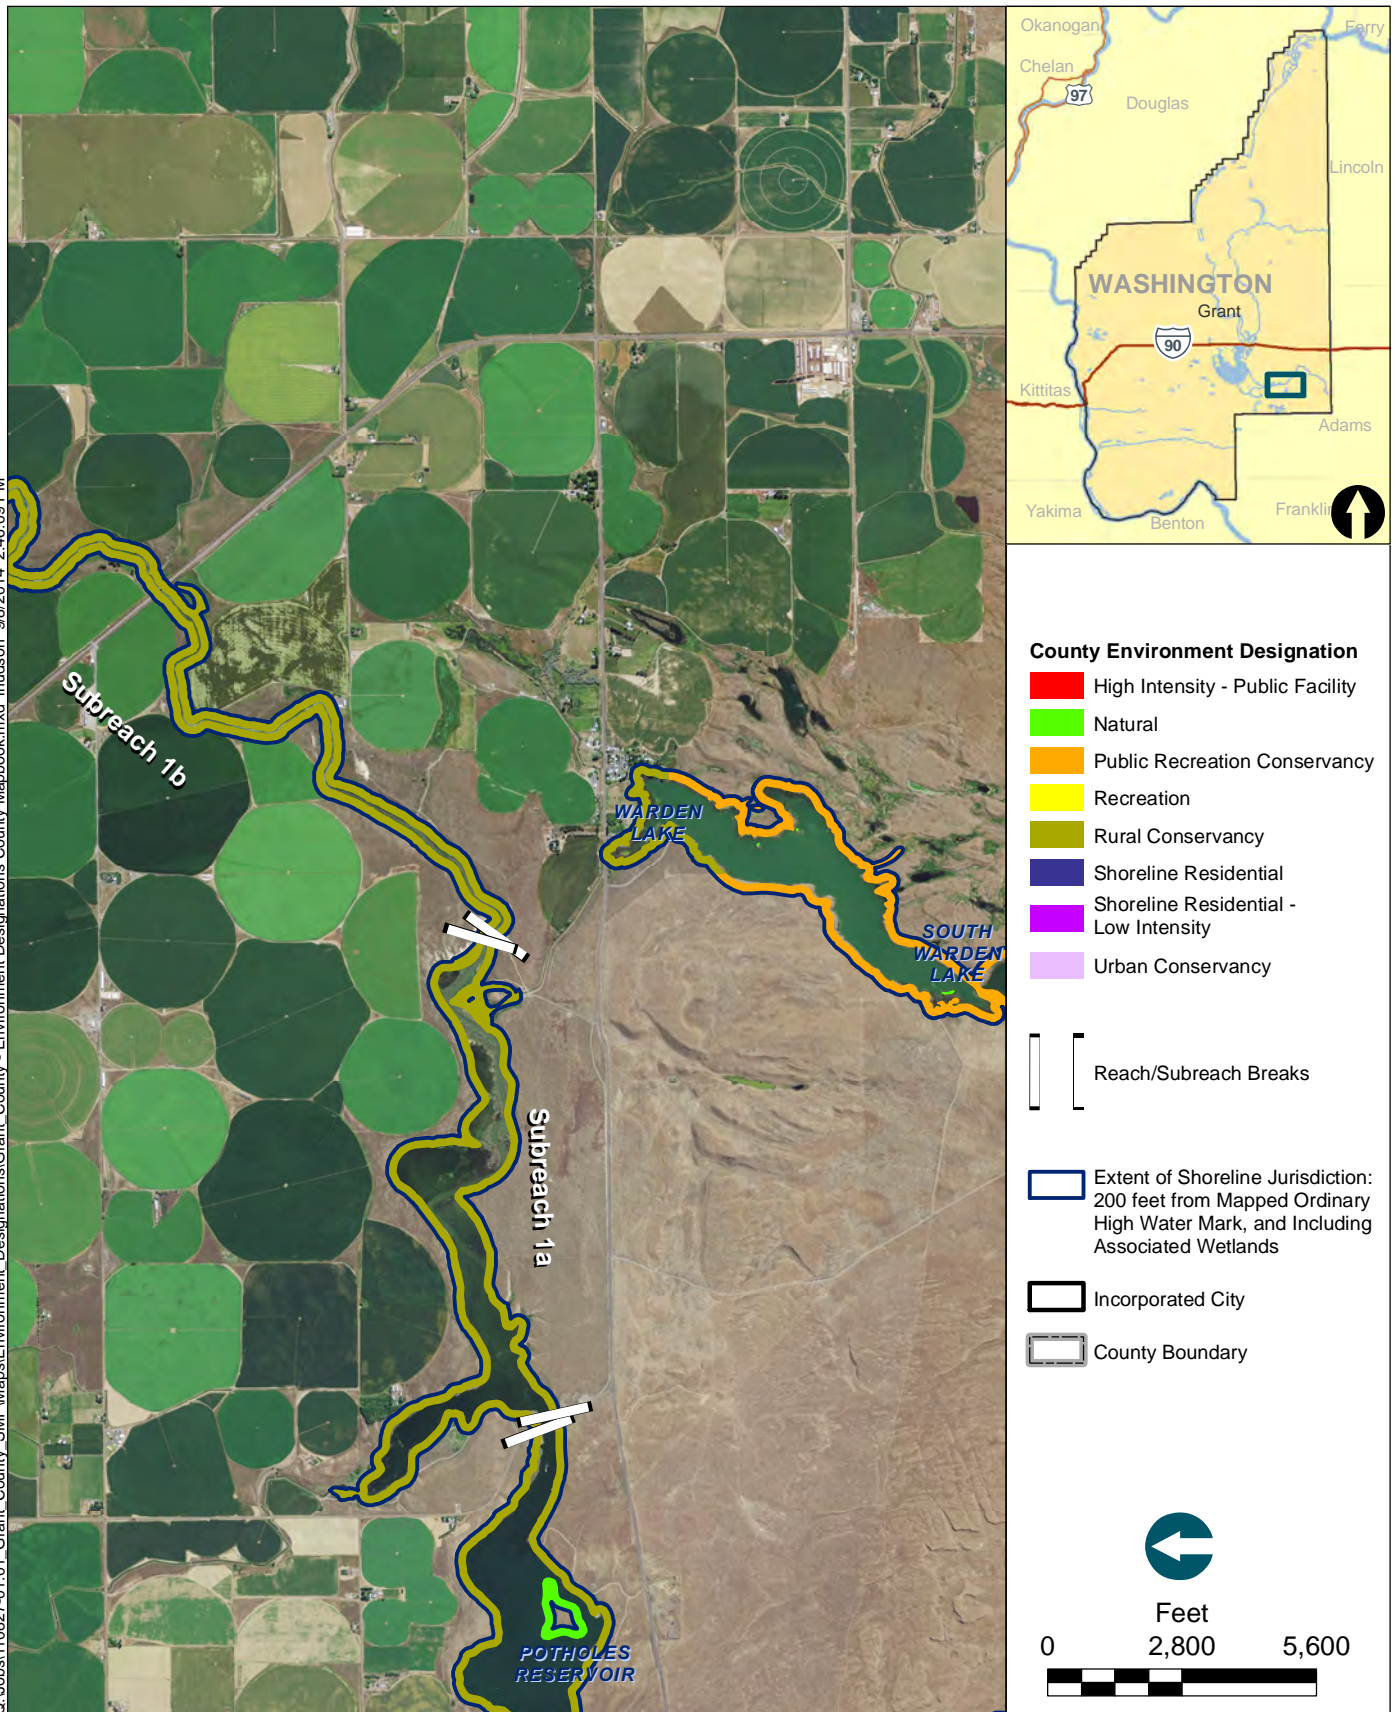 Okanogan
Ferry
Chelan
97
Douglas
Lincoln
WASHINGTON
Grant
90
Kittitas
Adams
Yakima
Benton
Franklin
County Environment Designation
High Intensity - Public Facility
Natural
Public Recreation Conservancy
Recreation
Rural Conservancy
Shoreline Residential
Shoreline Residential -
Low Intensity
Urban Conservancy
Reach/Subreach Breaks
Extent of Shoreline Jurisdiction:
200 feet from Mapped Ordinary
High Water Mark, and Including
Associated Wetlands
Incorporated City
County Boundary
Feet
0 2,800 5,600
Subreach 1b
WARDEN
LAKE
SOUTH
WARDEN
LAKE
Subreach 1a
POTHOLES
RESERVOIR